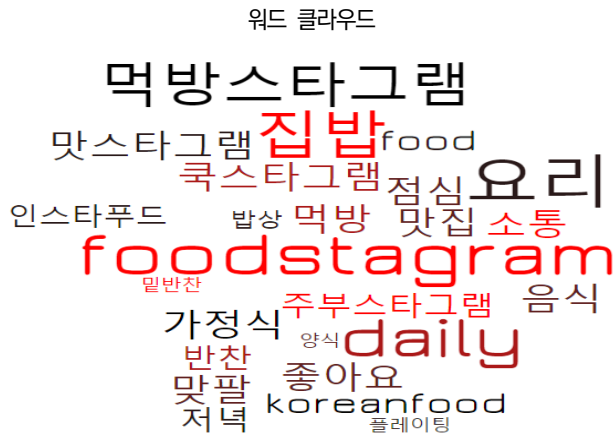 워드 클라우드
먹방스타그램
집밥
food
맛스타그램
쿡스타그램
점심
요리
인스타푸드
밥상
먹방
맛집
소통
foodstagram
밑반찬
주부스타그램
음식
가정식
양식
daily
반찬
좋아요
맞팔
koreanfood
저녁
플레이팅